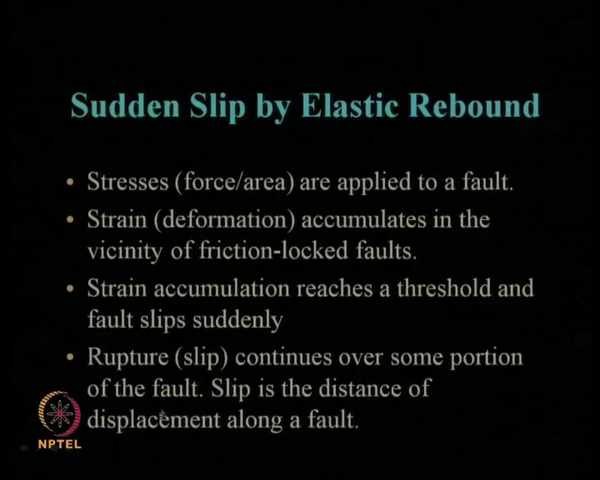 Sudden Slip by Elastic Rebound
• Stresses (force/area) are applied to a fault.
• Strain (deformation) accumulates in the
vicinity of friction-locked faults.
• Strain accumulation reaches a threshold and
fault slips suddenly
• Rupture (slip) continues over some portion
of the fault. Slip is the distance of
displacement along a fault.
NPTEL